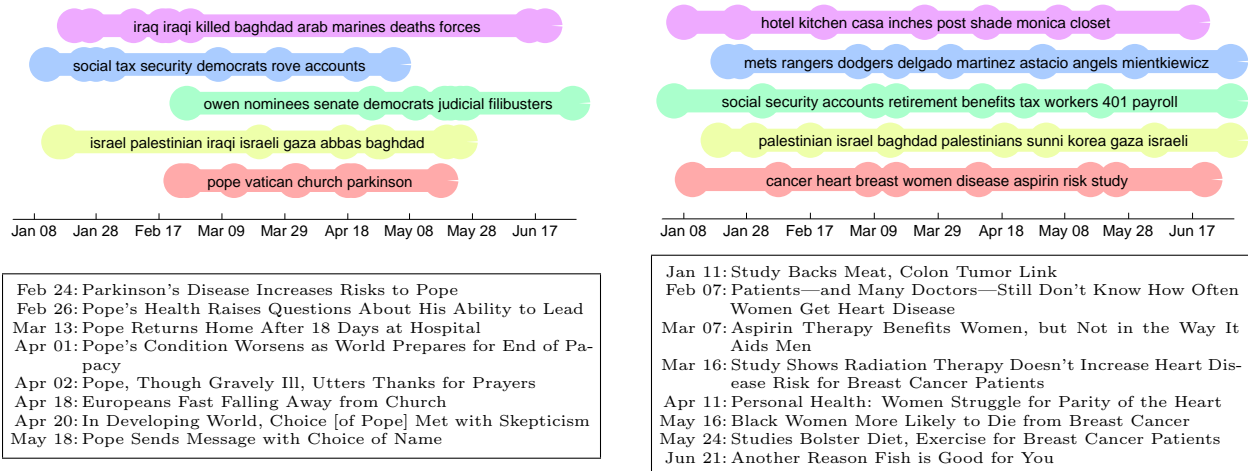 iraq iraqi killed baghdad arab marines deaths forces
social tax security democrats rove accounts
owen nominees senate democrats judicial filibusters
israel palestinian iraqi israeli gaza abbas baghdad
pope vatican church parkinson
Jan 08 Jan 28 Feb 17 Mar 09 Mar 29 Apr 18 May 08 May 28 Jun 17
Feb 24: Parkinson's Disease Increases Risks to Pope
Feb 26: Pope's Health Raises Questions About His Ability to Lead
Mar 13: Pope Returns Home After 18 Days at Hospital
Apr 01: Pope's Condition Worsens as World Prepares for End of Pa-
pacy
Apr 02: Pope, Though Gravely Ill, Utters Thanks for Prayers
Apr 18: Europeans Fast Falling Away from Church
Apr 20: In Developing World, Choice [of Pope] Met with Skepticism
May 18: Pope Sends Message with Choice of Name
hotel kitchen casa inches post shade monica closet
mets rangers dodgers delgado martinez astacio angels mientkiewicz
social security accounts retirement benefits tax workers 401 payroll
palestinian israel baghdad palestinians sunni korea gaza israeli
cancer heart breast women disease aspirin risk study
Jan 08 Jan 28 Feb 17 Mar 09 Mar 29 Apr 18 May 08 May 28 Jun 17
Jan 11: Study Backs Meat, Colon Tumor Link
Feb 07: Patients—and Many Doctors—Still Don't Know How Often
Women Get Heart Disease
Mar 07: Aspirin Therapy Benefits Women, but Not in the Way It
Aids Men
Mar 16: Study Shows Radiation Therapy Doesn't Increase Heart Dis-
ease Risk for Breast Cancer Patients
Apr 11: Personal Health: Women Struggle for Parity of the Heart
May 16: Black Women More Likely to Die from Breast Cancer
May 24: Studies Bolster Diet, Exercise for Breast Cancer Patients
Jun 21: Another Reason Fish is Good for You